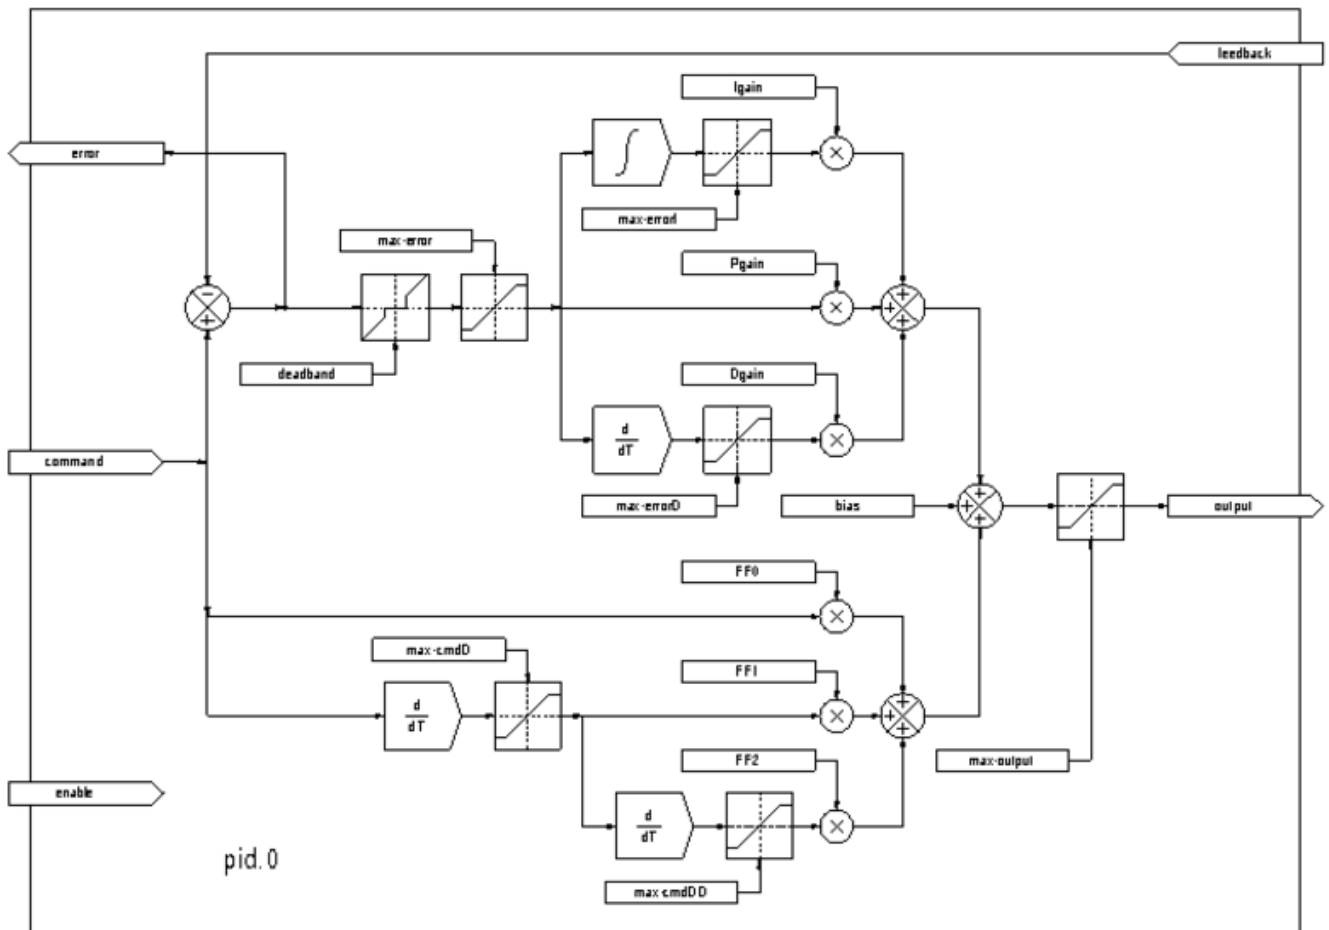 feedback
Igain
error
max-errorI
max-error
Pgain
deadband
Dgain
d
dT
command
max-errorD
bias
output
FF0
max-cmdD
FF1
d
dT
FF2
max-output
enable
d
dT
pid.0
max-cmdDD